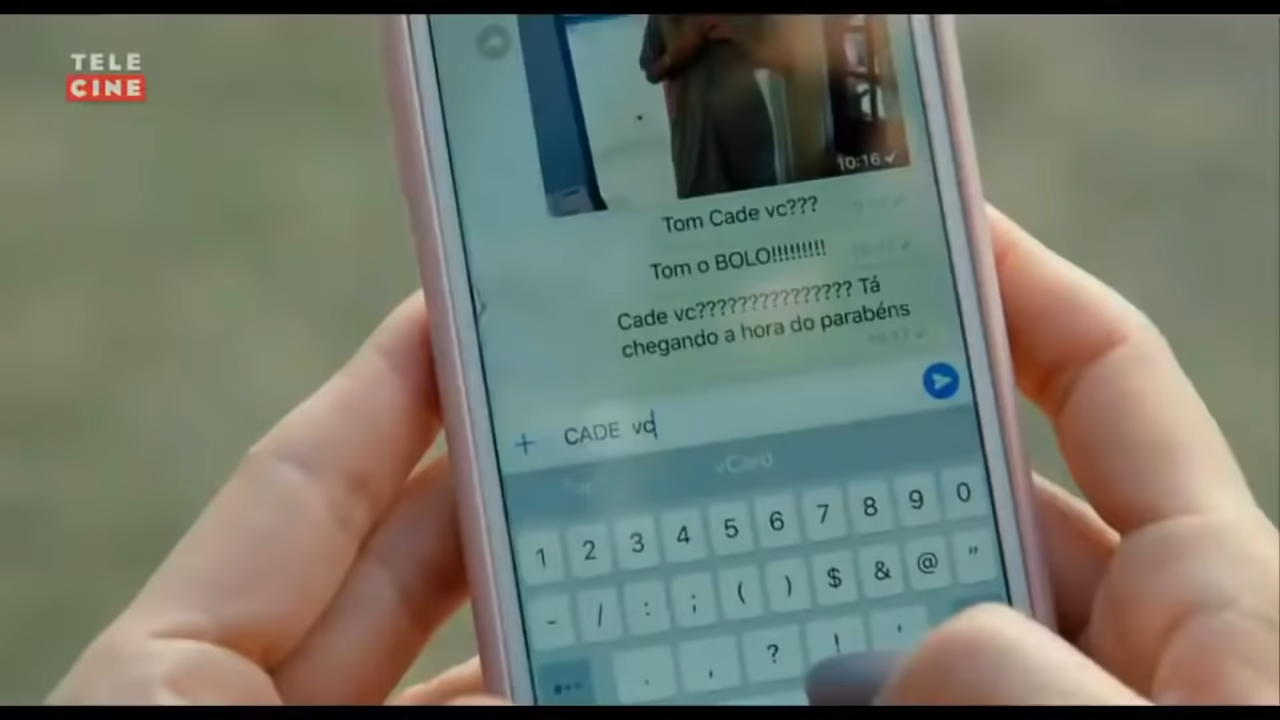 TELE
CINE
10:16
Tom Cade vc???
Tom o BOLO!!!!!!!!!
Cade vc??????????????? Tá
chegando a hora do parabéns
+ CADE vc
vCard
1 2 3 4 5 6 7 8 9 0
- / : ; ( ) $ & @ "
. , ? ! '